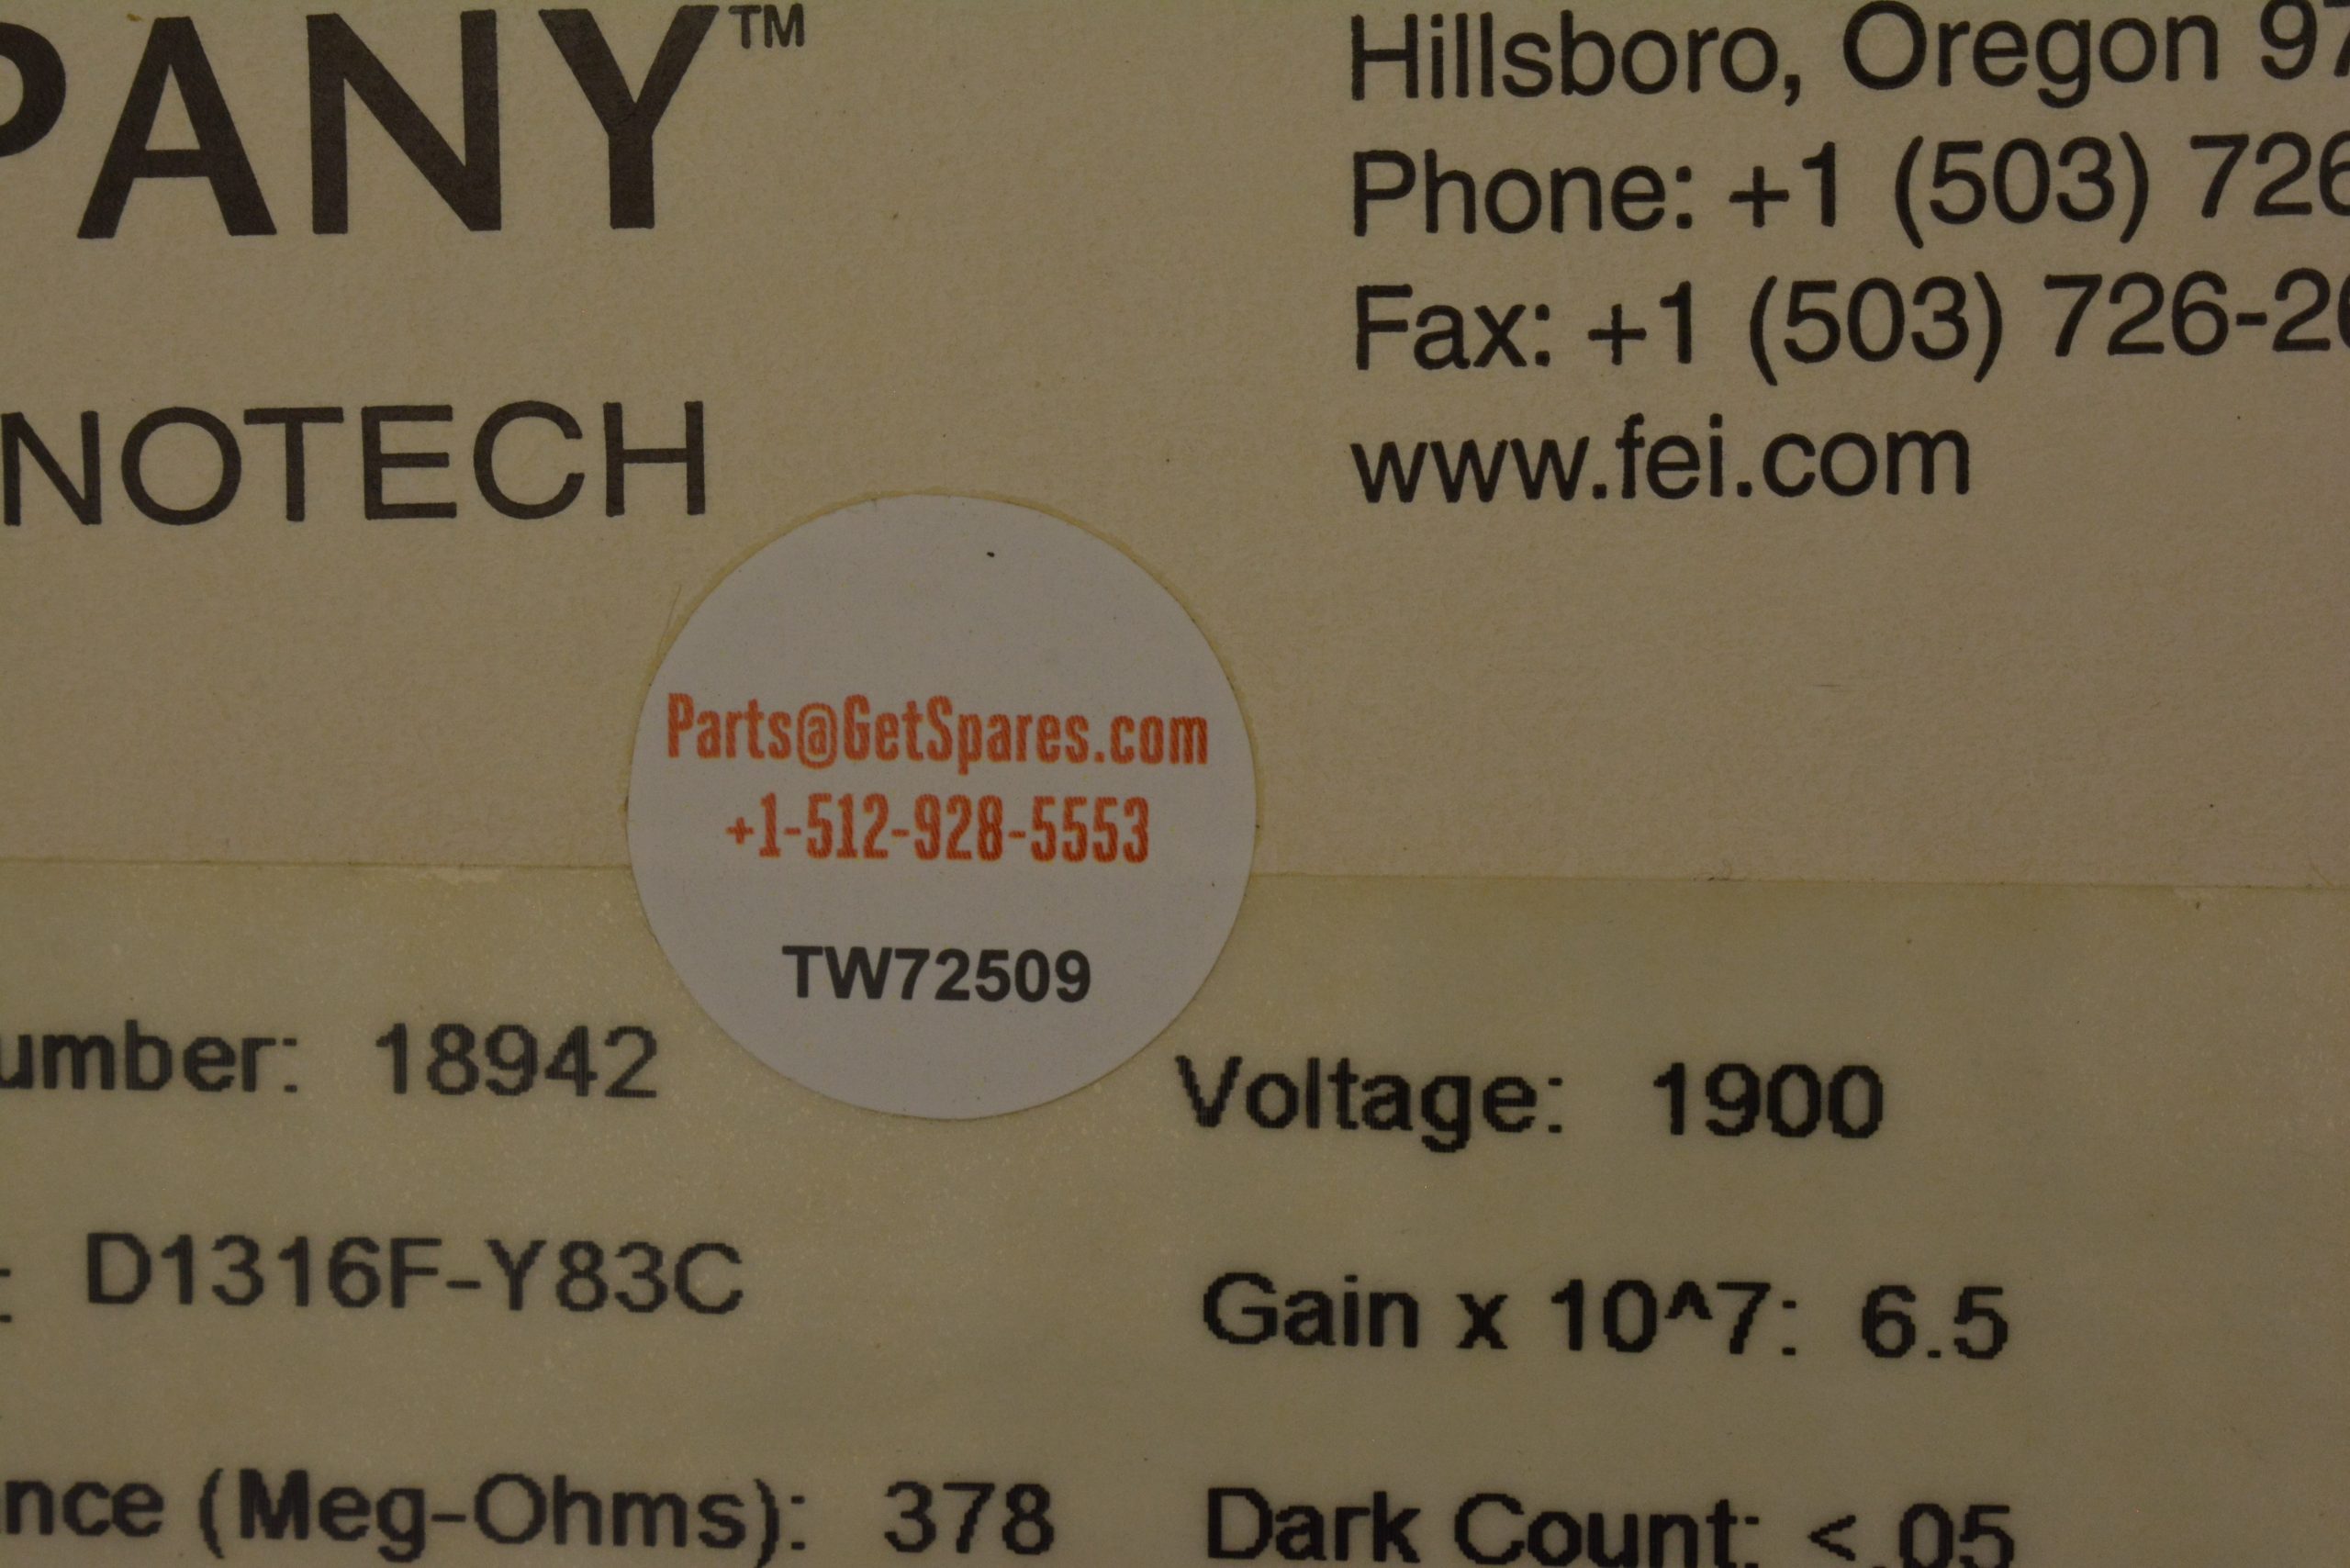 PANY™
Hillsboro, Oregon 97
Phone: +1 (503) 726
Fax: +1 (503) 726-26
www.fei.com
NOTECH
Parts@GetSpares.com
+1-512-928-5553
TW72509
umber: 18942
Voltage: 1900
: D1316F-Y83C
Gain x 10^7: 6.5
nce (Meg-Ohms): 378
Dark Count: <.05